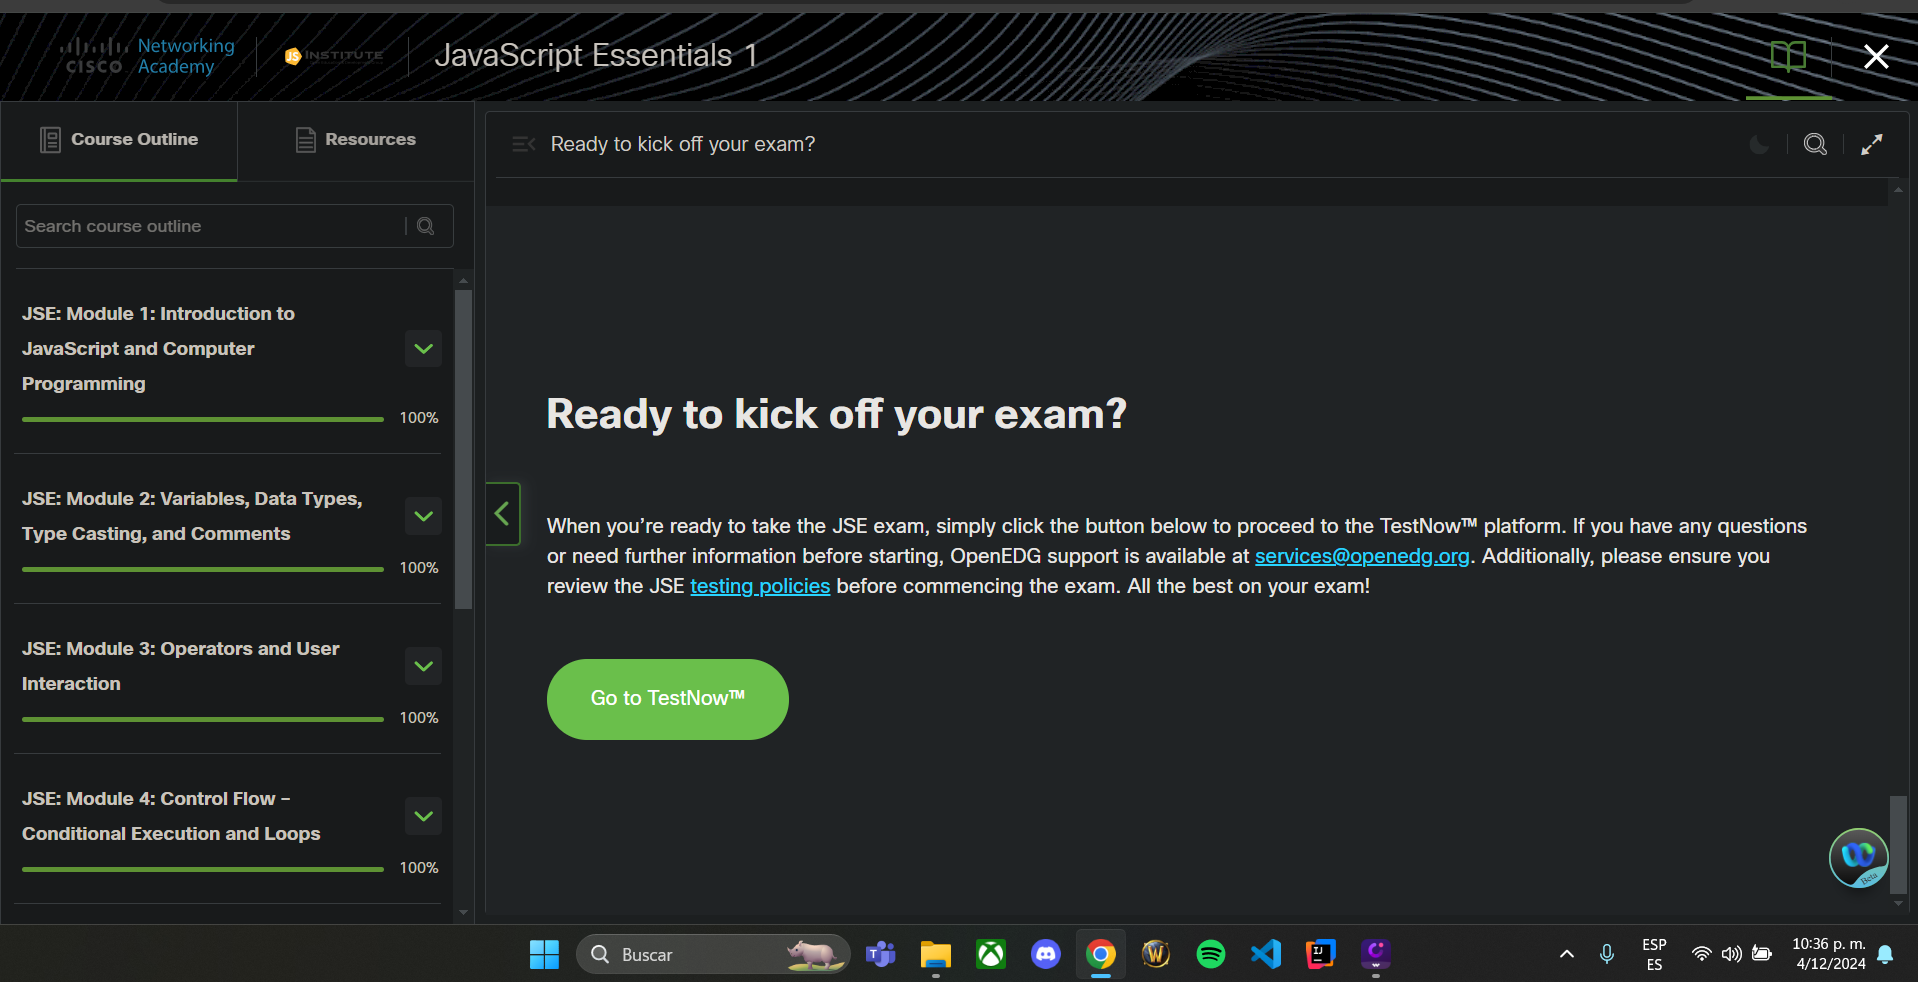 cisco
Networking
Academy
JS INSTITUTE
JavaScript Essentials 1
Course Outline
Resources
Search course outline
JSE: Module 1: Introduction to
JavaScript and Computer
Programming
100%
JSE: Module 2: Variables, Data Types,
Type Casting, and Comments
100%
JSE: Module 3: Operators and User
Interaction
100%
JSE: Module 4: Control Flow –
Conditional Execution and Loops
100%
Ready to kick off your exam?
Ready to kick off your exam?
When you’re ready to take the JSE exam, simply click the button below to proceed to the TestNow™ platform. If you have any questions
or need further information before starting, OpenEDG support is available at services@openedg.org. Additionally, please ensure you
review the JSE testing policies before commencing the exam. All the best on your exam!
Go to TestNow™
Beta
Buscar
ESP
ES
10:36 p. m.
4/12/2024